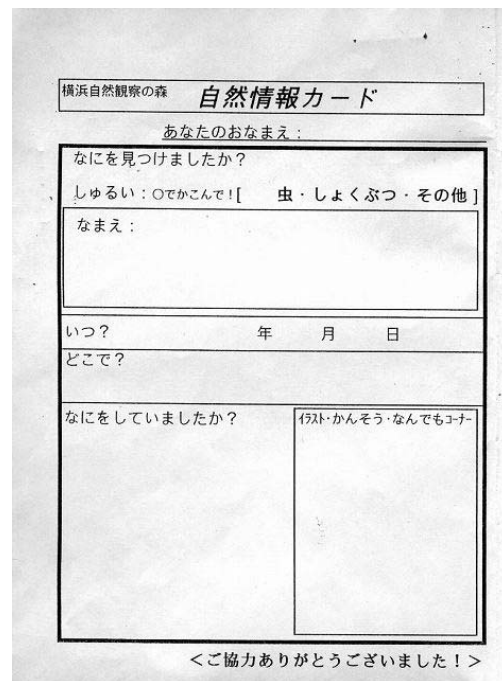 横浜自然観察の森 自然情報カード
あなたのおなまえ：
なにを見つけましたか？
しゅるい：○でかこんで！[ 虫・しょくぶつ・その他 ]
なまえ：
いつ？ 年 月 日
どこで？
なにをしていましたか？
ｲﾗｽﾄ・かんそう・なんでもｺｰﾅｰ
＜ご協力ありがとうございました！＞